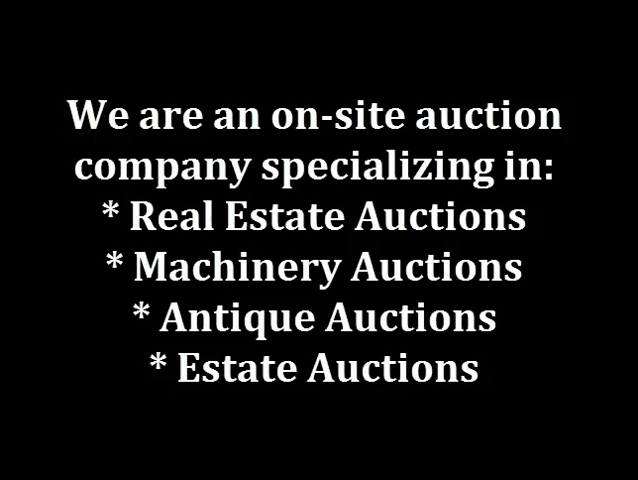 We are an on-site auction
company specializing in:
* Real Estate Auctions
* Machinery Auctions
* Antique Auctions
* Estate Auctions